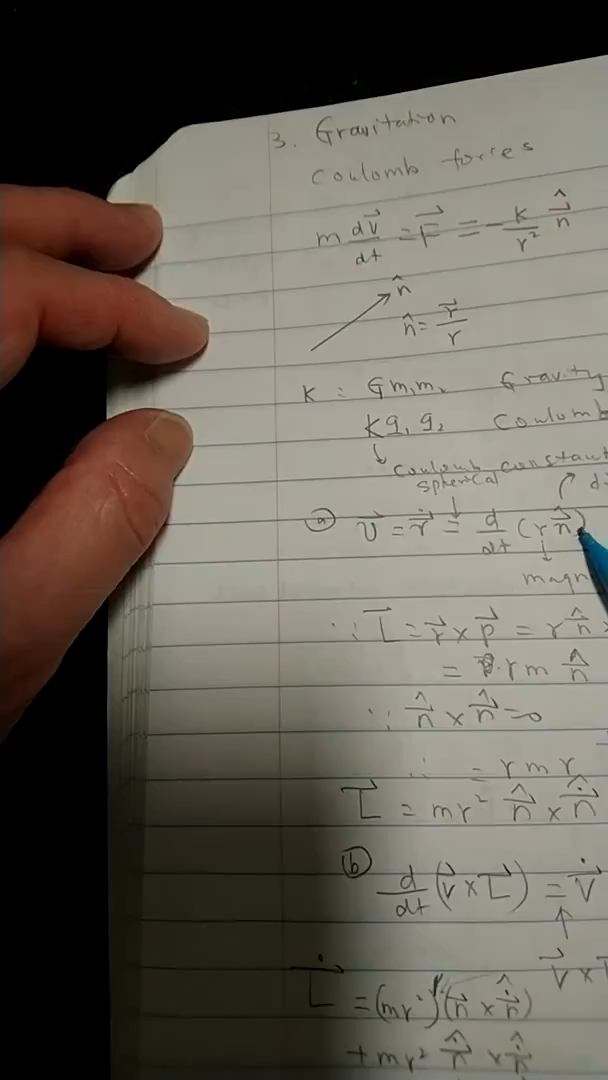 3. Gravitation
Coulomb forces
m dv⃗/dt = F⃗ = - k/r² n̂
n̂
n̂ = r⃗/r
K : Gm₁m₂ Gravity
Kq₁q₂ Coulomb
↓ Coulomb constant
spherical
ⓐ v⃗ = r⃗̇ = d/dt (r n̂)
magn
∵ L⃗ = r⃗ × p⃗ = r n̂
= r m n̂
∵ n̂ × n̂ = 0
∴ = r m r
L⃗ = mr² n̂ × n̂̇
ⓑ d/dt (v⃗ × L⃗) = v⃗̇
v⃗ × L
L⃗̇ = (mr²)(n̂ × n̂̇)
+ mr² n̂̇ × n̂̇